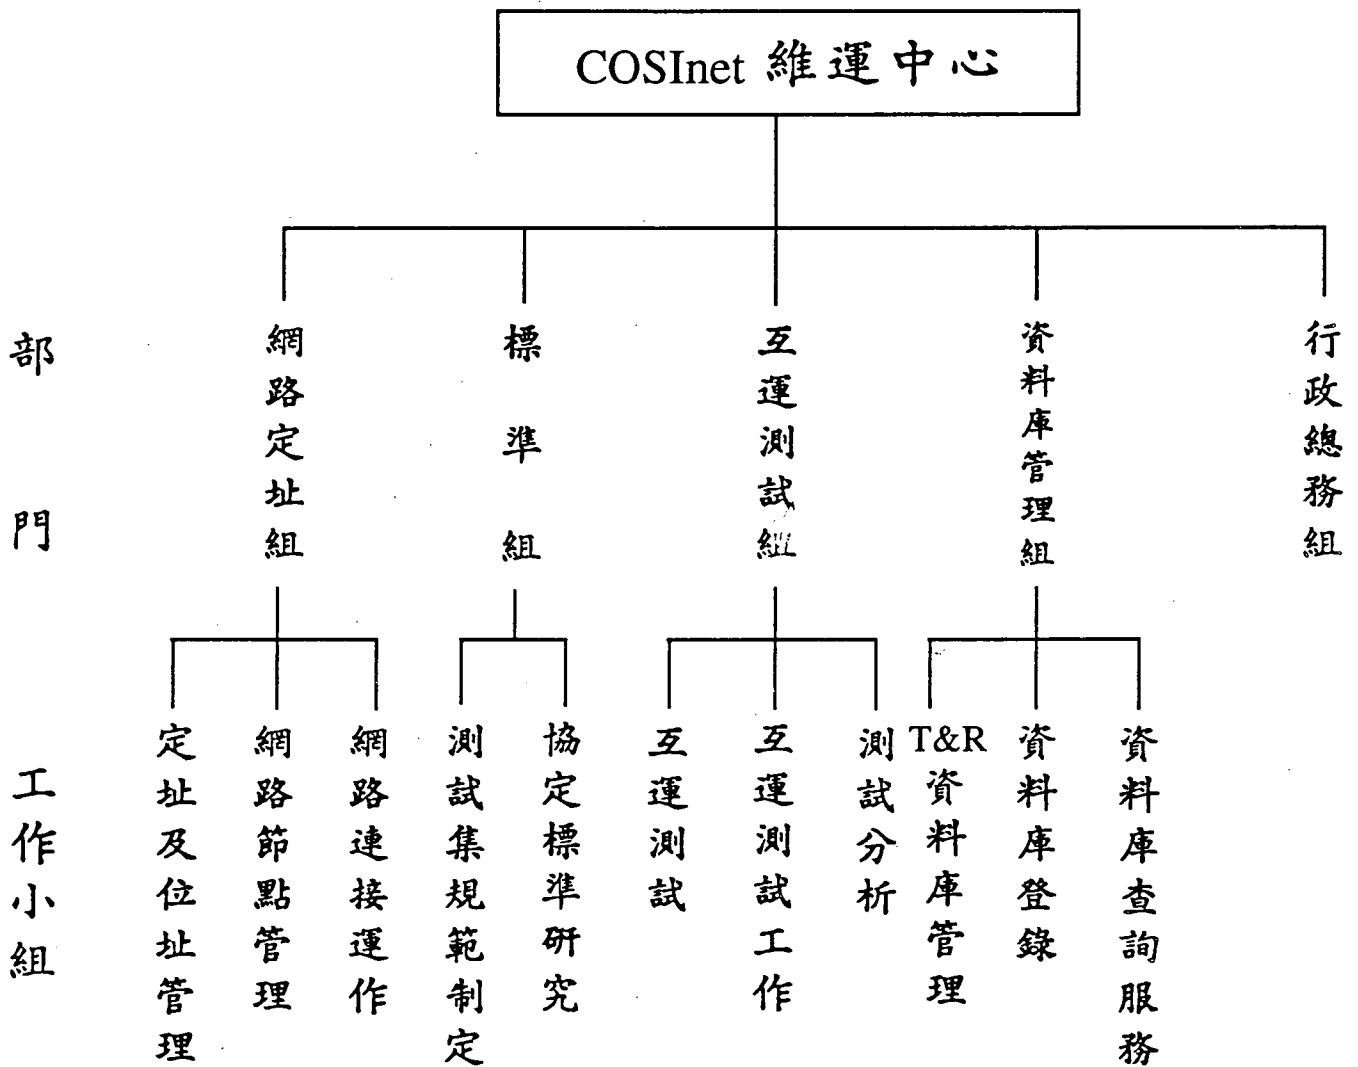 COSInet 維運中心
部門
網路定址組
標準組
互運測試組
資料庫管理組
行政總務組
工作小組
定址及位址管理
網路節點管理
網路連接運作
測試集規範制定
協定標準研究
互運測試
互運測試工作
測試分析
T&R資料庫管理
資料庫登錄
資料庫查詢服務